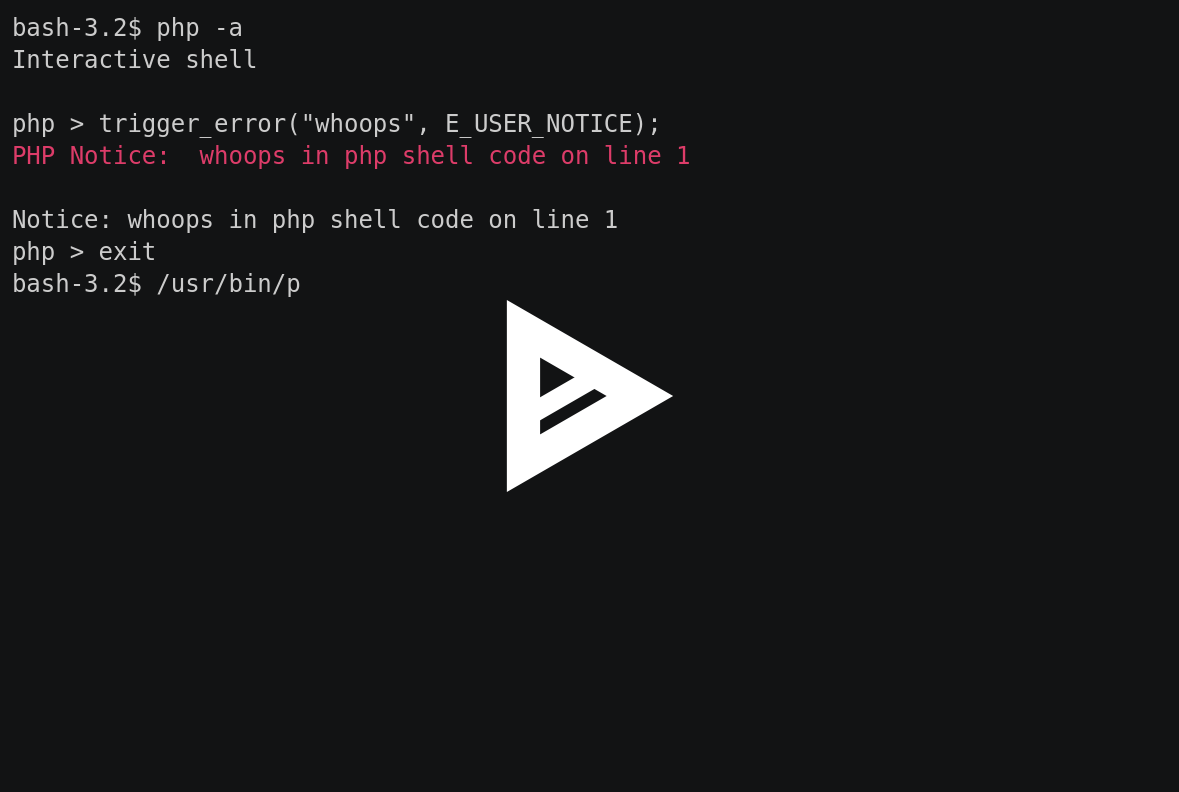 bash-3.2$ php -a
Interactive shell
php > trigger_error("whoops", E_USER_NOTICE);
PHP Notice:  whoops in php shell code on line 1
Notice: whoops in php shell code on line 1
php > exit
bash-3.2$ /usr/bin/p